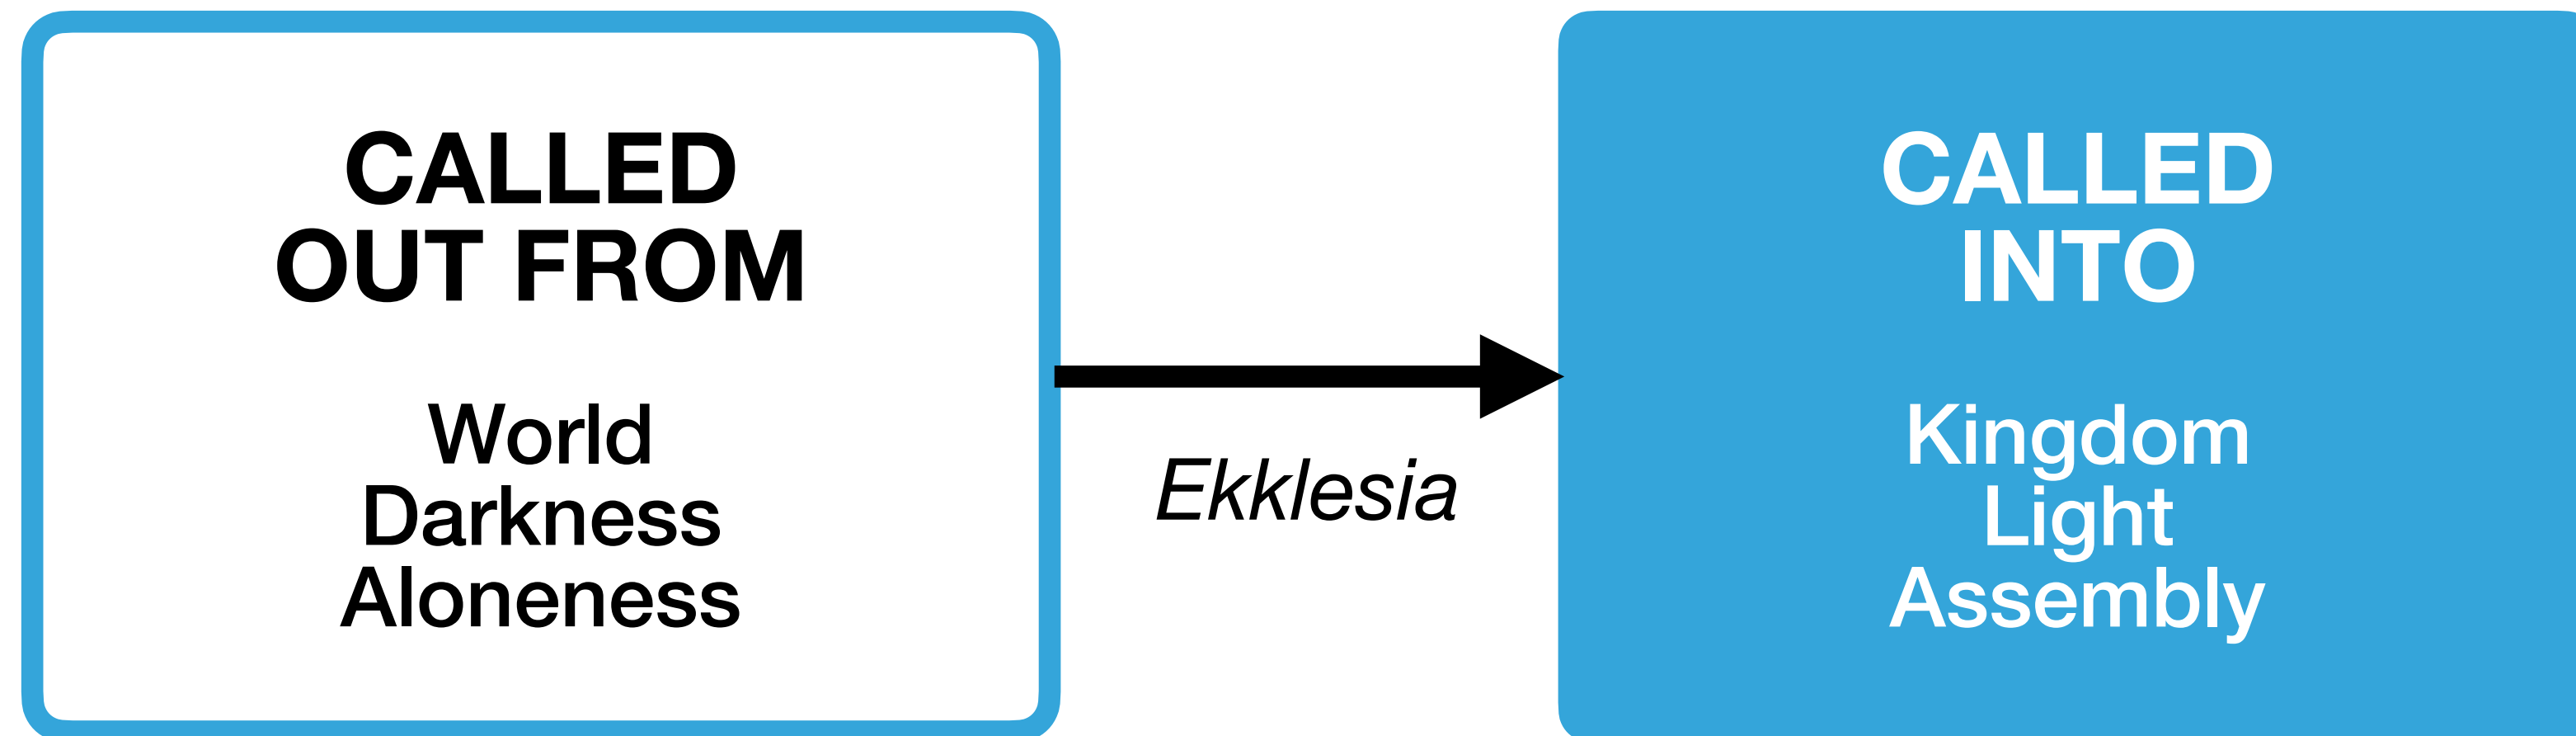 CALLED
OUT FROM
World
Darkness
Aloneness
Ekklesia
CALLED
INTO
Kingdom
Light
Assembly